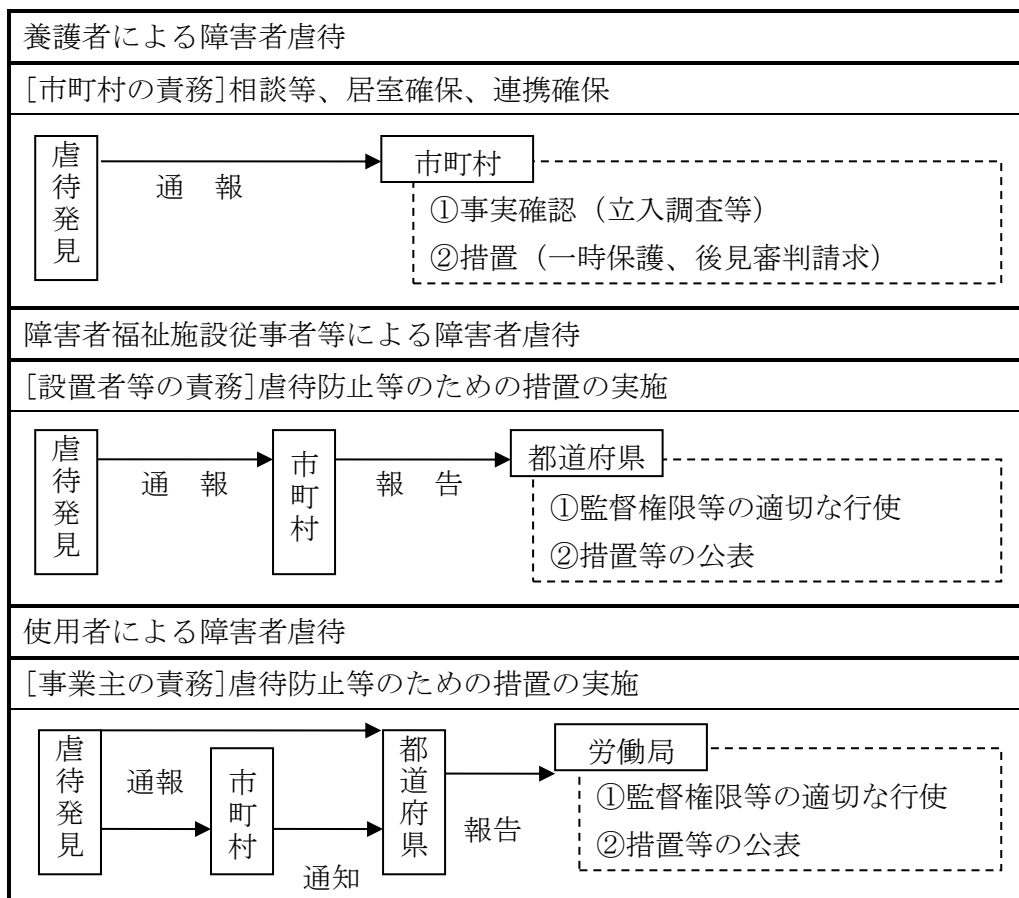 養護者による障害者虐待
[市町村の責務]相談等、居室確保、連携確保
虐待発見
通 報
市町村
①事実確認（立入調査等）
②措置（一時保護、後見審判請求）
障害者福祉施設従事者等による障害者虐待
[設置者等の責務]虐待防止等のための措置の実施
虐待発見
通 報
市町村
報 告
都道府県
①監督権限等の適切な行使
②措置等の公表
使用者による障害者虐待
[事業主の責務]虐待防止等のための措置の実施
虐待発見
通報
市町村
通知
都道府県
報告
労働局
①監督権限等の適切な行使
②措置等の公表